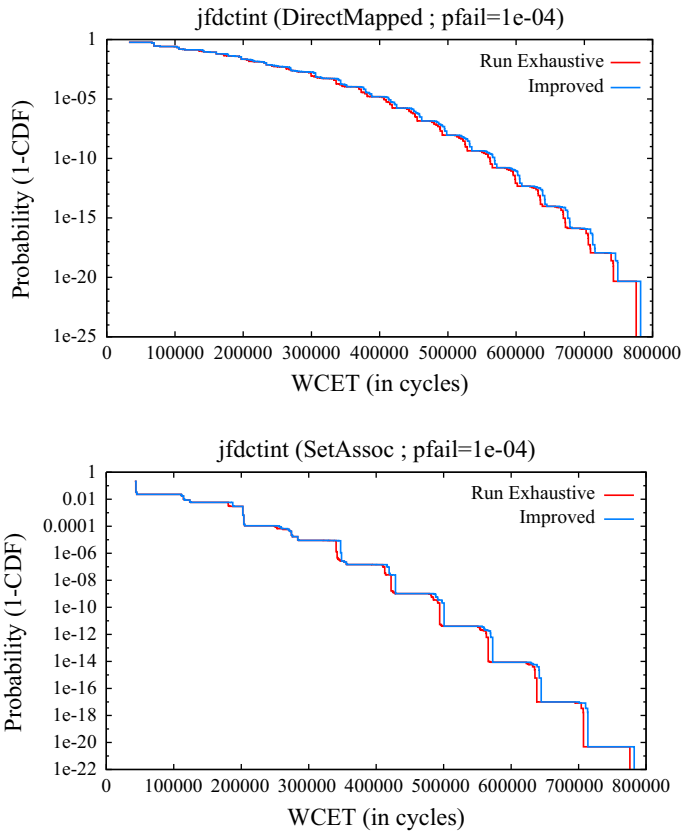 jfdctint (DirectMapped ; pfail=1e-04)
1
1e-05
1e-10
1e-15
1e-20
1e-25
Probability (1-CDF)
Run Exhaustive
Improved
0 100000 200000 300000 400000 500000 600000 700000 800000
WCET (in cycles)
jfdctint (SetAssoc ; pfail=1e-04)
1
0.01
0.0001
1e-06
1e-08
1e-10
1e-12
1e-14
1e-16
1e-18
1e-20
1e-22
Probability (1-CDF)
Run Exhaustive
Improved
0 100000 200000 300000 400000 500000 600000 700000 800000
WCET (in cycles)